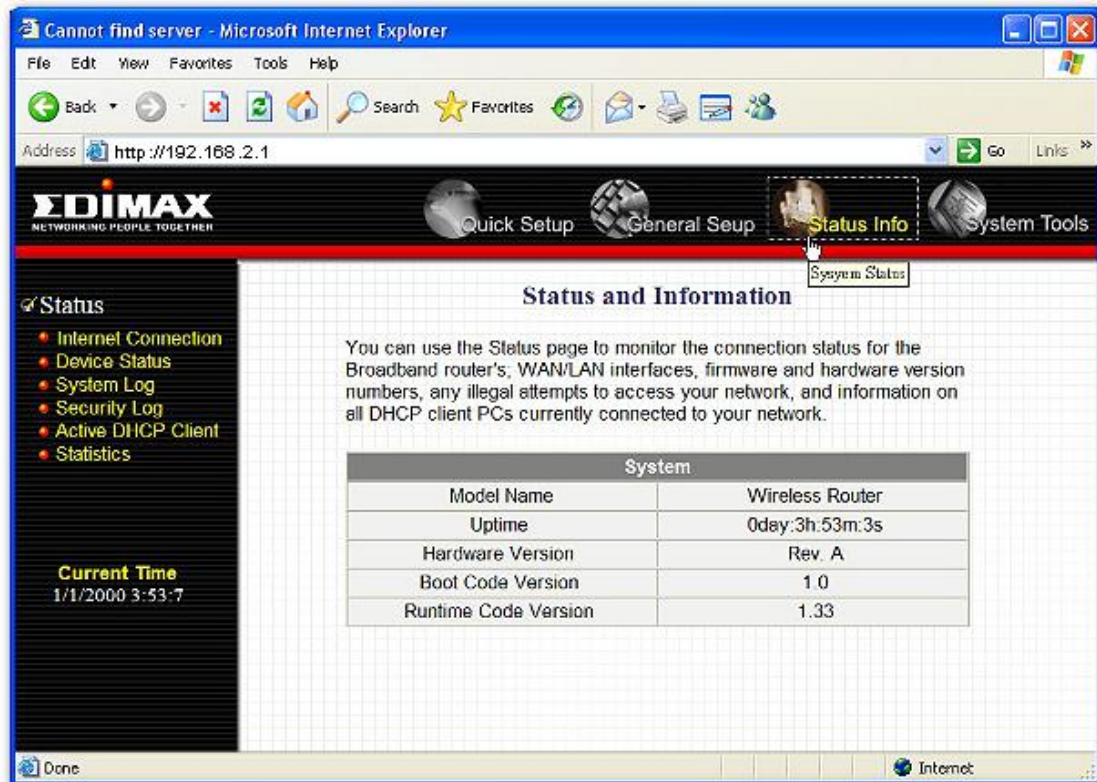 Cannot find server - Microsoft Internet Explorer
File Edit View Favorites Tools Help
Back Search Favorites
Address http://192.168.2.1 Go Links »
EDIMAX
NETWORKING PEOPLE TOGETHER
Quick Setup General Seup Status Info System Tools
Sysyem Status
Status
Internet Connection
Device Status
System Log
Security Log
Active DHCP Client
Statistics
Current Time
1/1/2000 3:53:7
Status and Information
You can use the Status page to monitor the connection status for the
Broadband router's; WAN/LAN interfaces, firmware and hardware version
numbers, any illegal attempts to access your network, and information on
all DHCP client PCs currently connected to your network.
System
Model Name Wireless Router
Uptime 0day:3h:53m:3s
Hardware Version Rev. A
Boot Code Version 1.0
Runtime Code Version 1.33
Done Internet